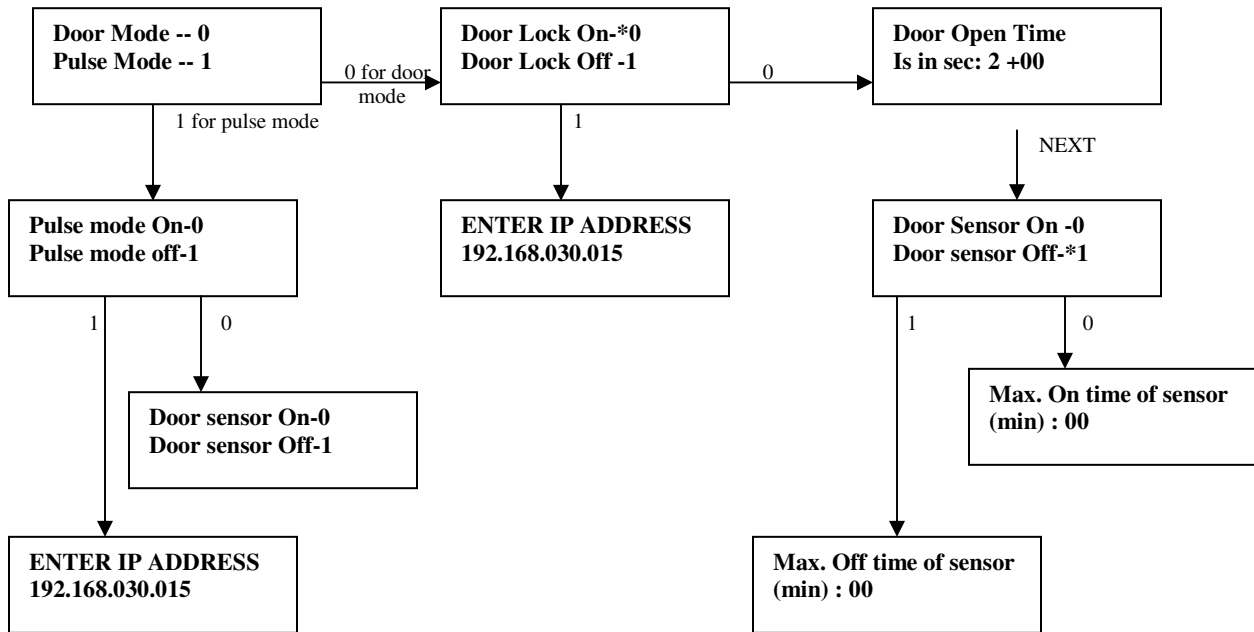 Door Mode -- 0
Pulse Mode -- 1
0 for door
mode
Door Lock On-*0
Door Lock Off -1
0
Door Open Time
Is in sec: 2 +00
1 for pulse mode
1
NEXT
Pulse mode On-0
Pulse mode off-1
ENTER IP ADDRESS
192.168.030.015
Door Sensor On -0
Door sensor Off-*1
1
0
1
0
Door sensor On-0
Door sensor Off-1
Max. On time of sensor
(min) : 00
ENTER IP ADDRESS
192.168.030.015
Max. Off time of sensor
(min) : 00